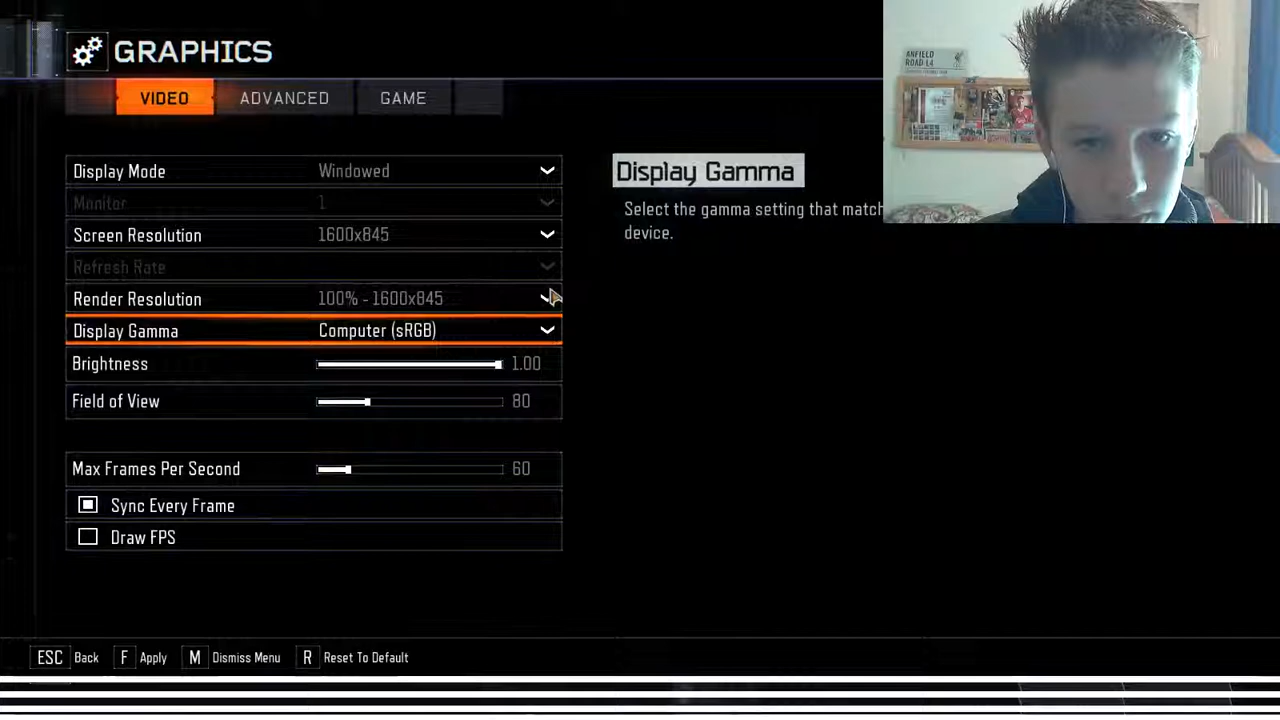 GRAPHICS
VIDEO ADVANCED GAME
Display Mode Windowed
Monitor 1
Screen Resolution 1600x845
Refresh Rate
Render Resolution 100% - 1600x845
Display Gamma Computer (sRGB)
Brightness 1.00
Field of View 80
Max Frames Per Second 60
Sync Every Frame
Draw FPS
Display Gamma
Select the gamma setting that match
device.
ANFIELD
ROAD L4
ESC Back F Apply M Dismiss Menu R Reset To Default